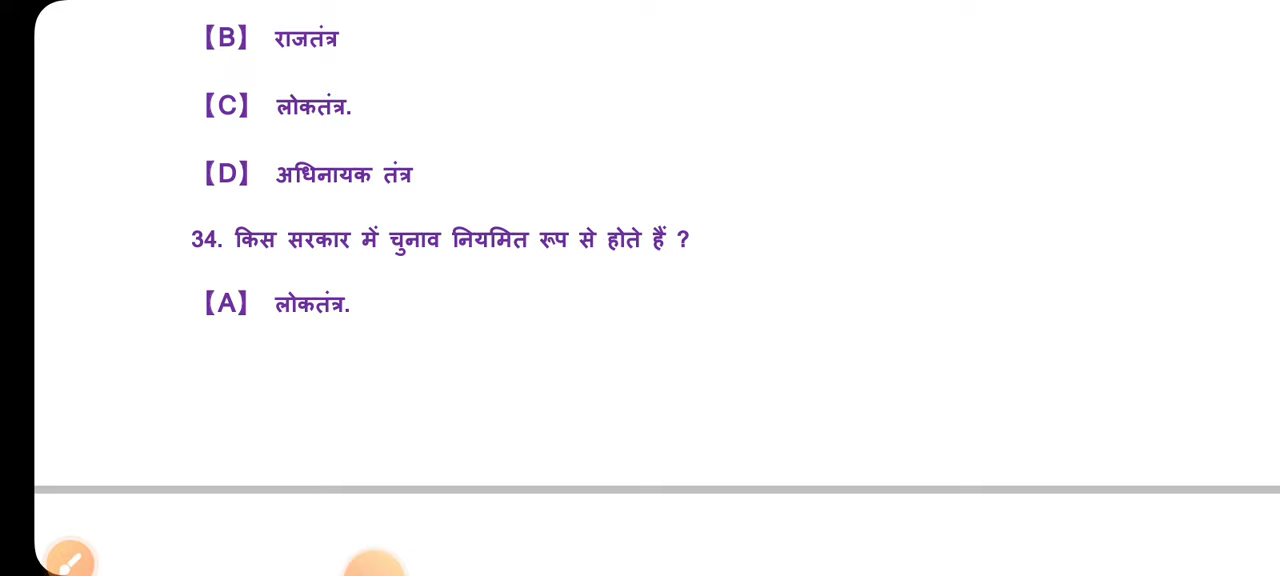 【B】 राजतंत्र
【C】 लोकतंत्र.
【D】 अधिनायक तंत्र
34. किस सरकार में चुनाव नियमित रूप से होते हैं ?
【A】 लोकतंत्र.